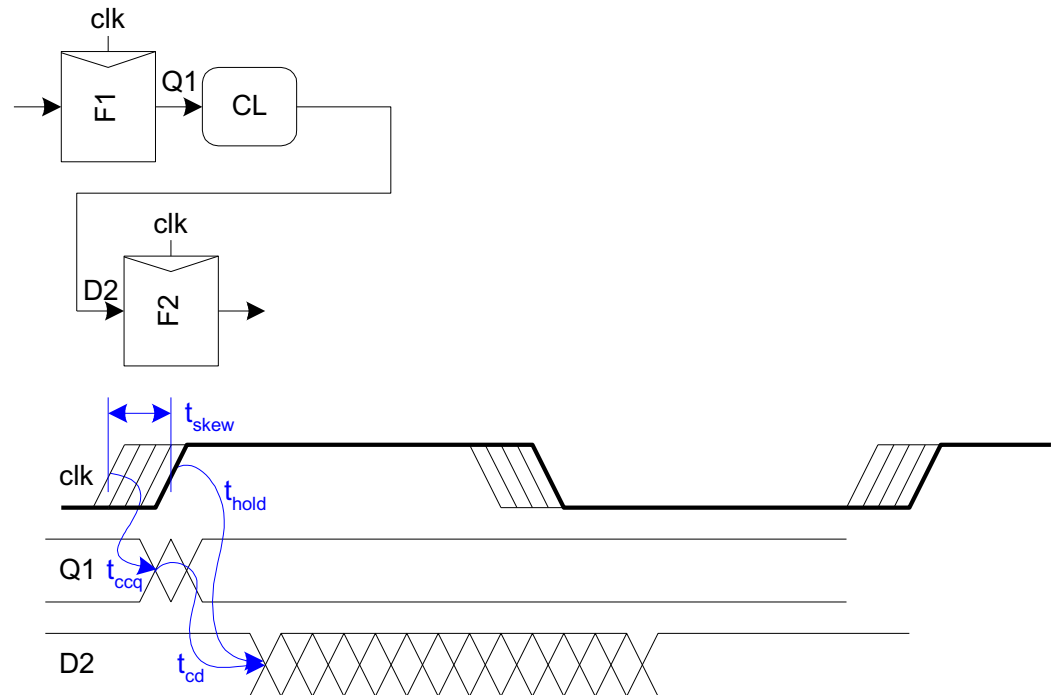 clk
F1
Q1
CL
clk
D2
F2
t_skew
clk
t_hold
Q1
t_ccq
D2
t_cd